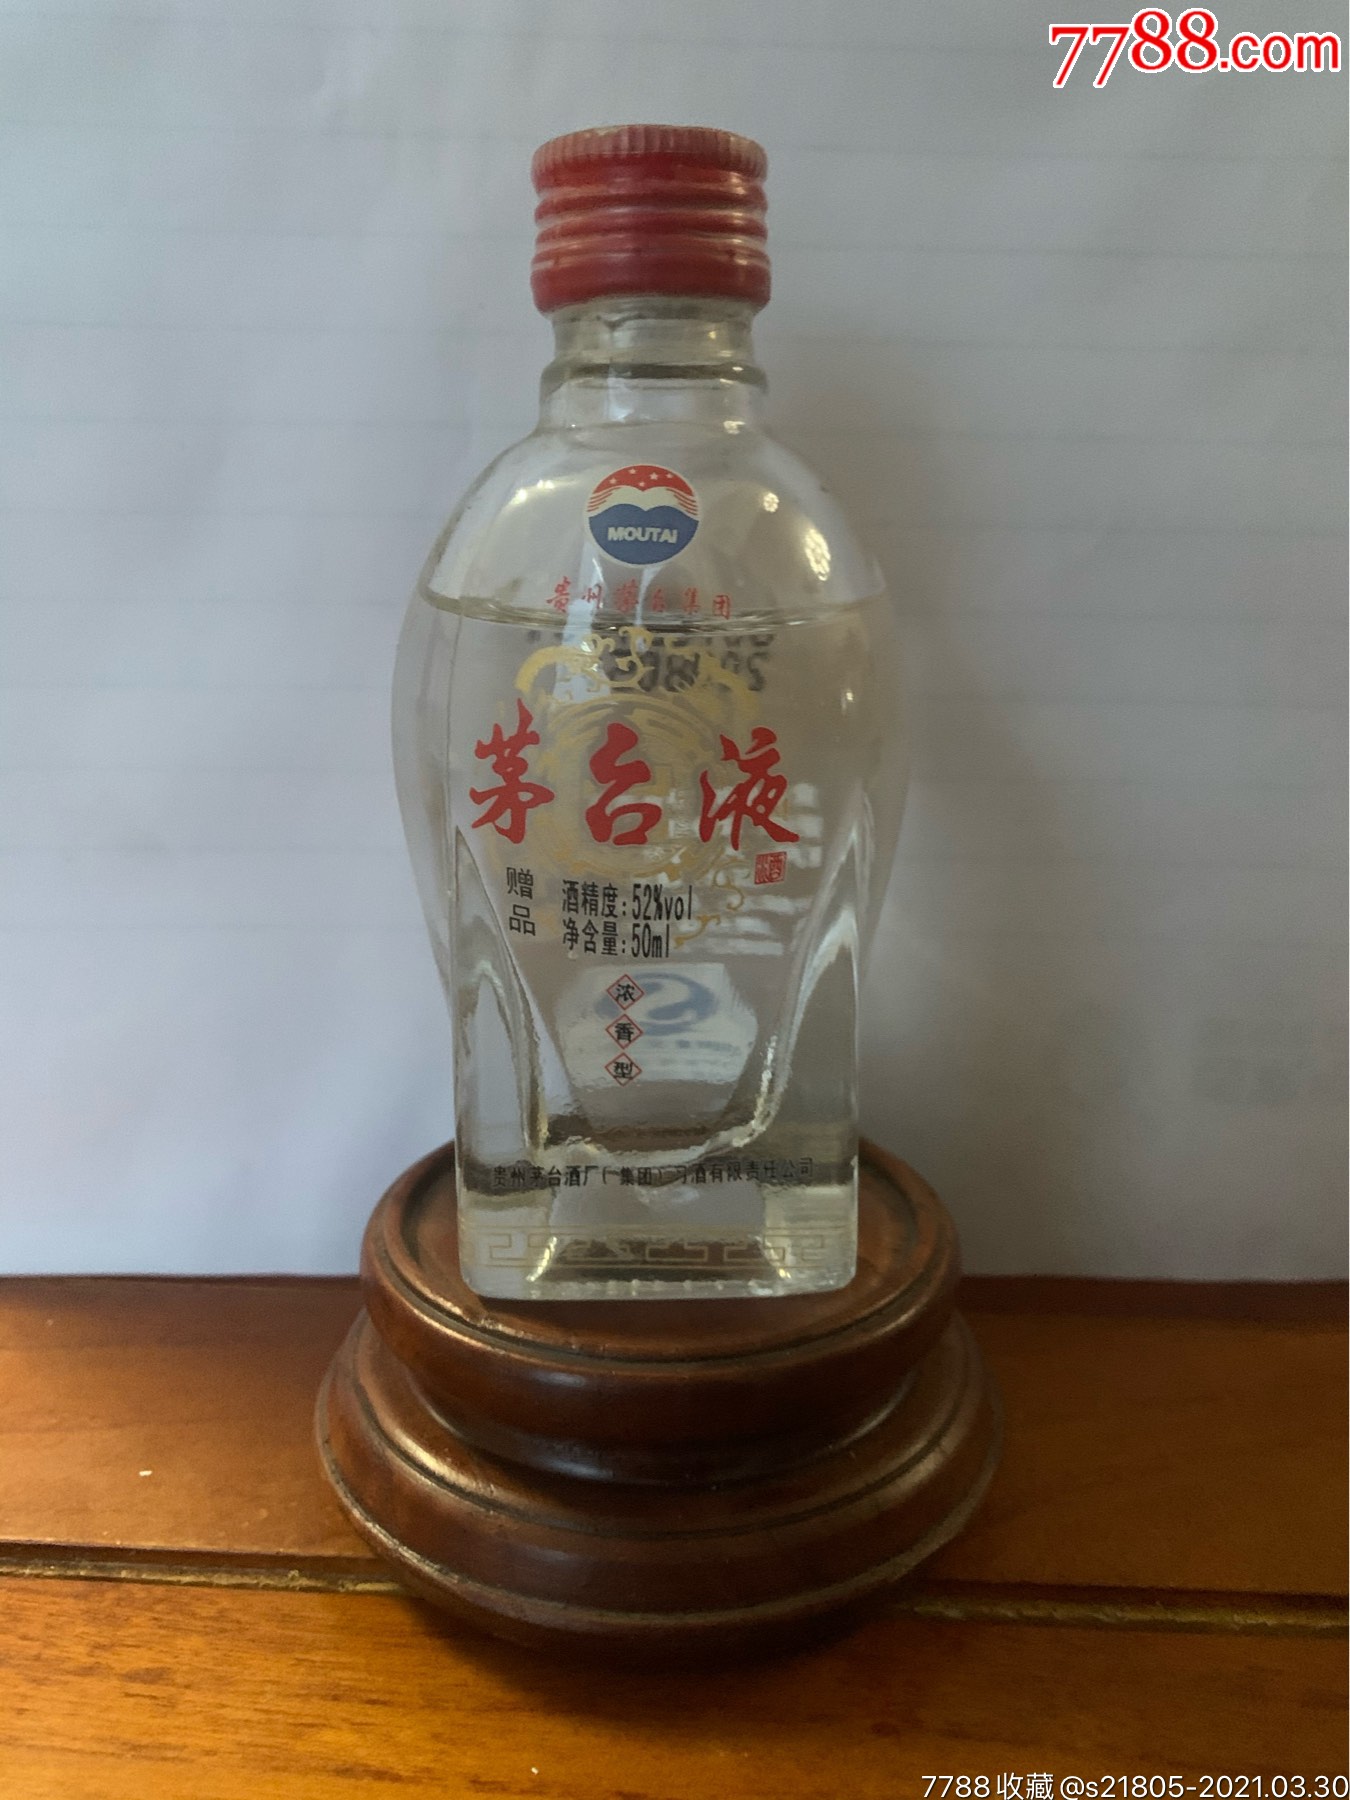 7788.com
MOUTAI
贵州茅台集团
茅台液
赠品
酒精度:52%vol
净含量:50ml
浓香型
贵州茅台酒厂(集团)习酒有限责任公司
7788收藏@s21805-2021.03.30